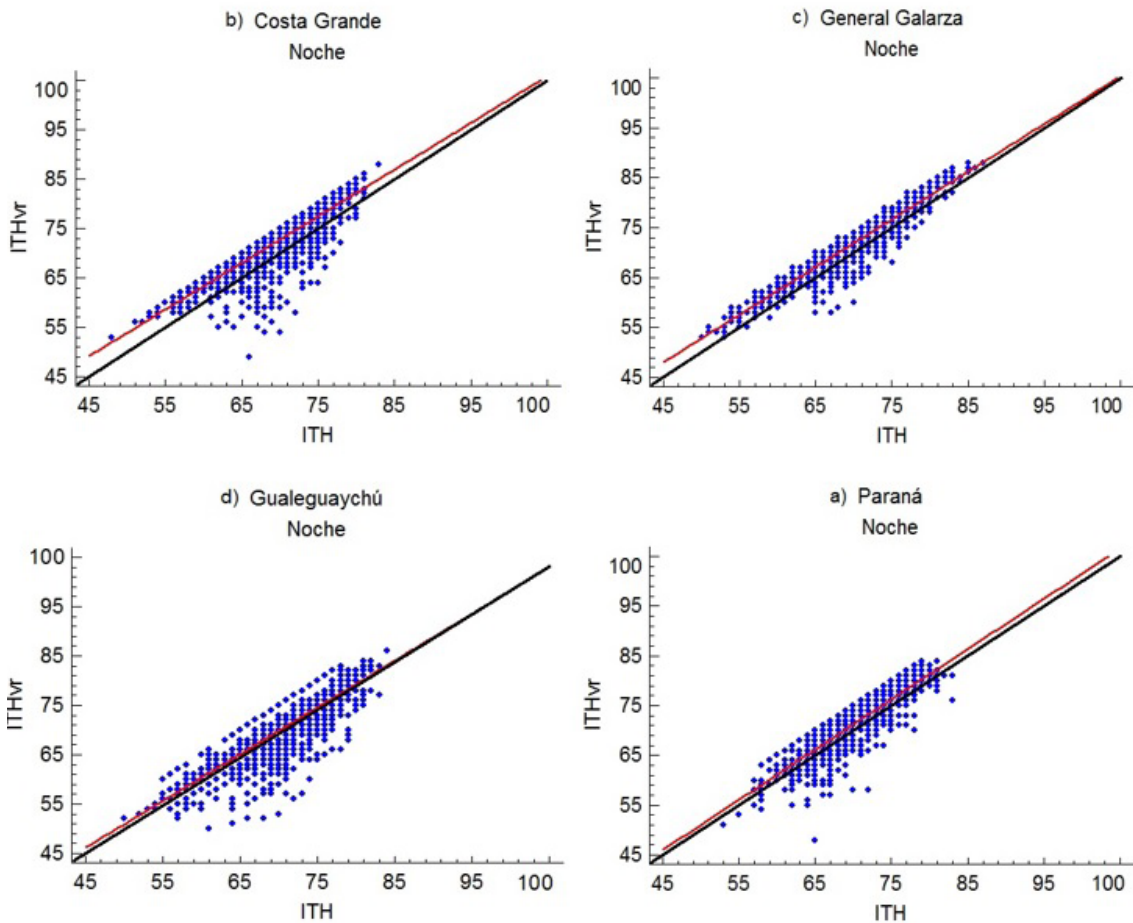 b) Costa Grande
Noche
100
95
85
75
65
55
45
ITHvr
45 55 65 75 85 95 100
ITH
c) General Galarza
Noche
100
95
85
75
65
55
45
ITHvr
45 55 65 75 85 95 100
ITH
d) Gualeguaychú
Noche
100
95
85
75
65
55
45
ITHvr
45 55 65 75 85 95 100
ITH
a) Paraná
Noche
100
95
85
75
65
55
45
ITHvr
45 55 65 75 85 95 100
ITH